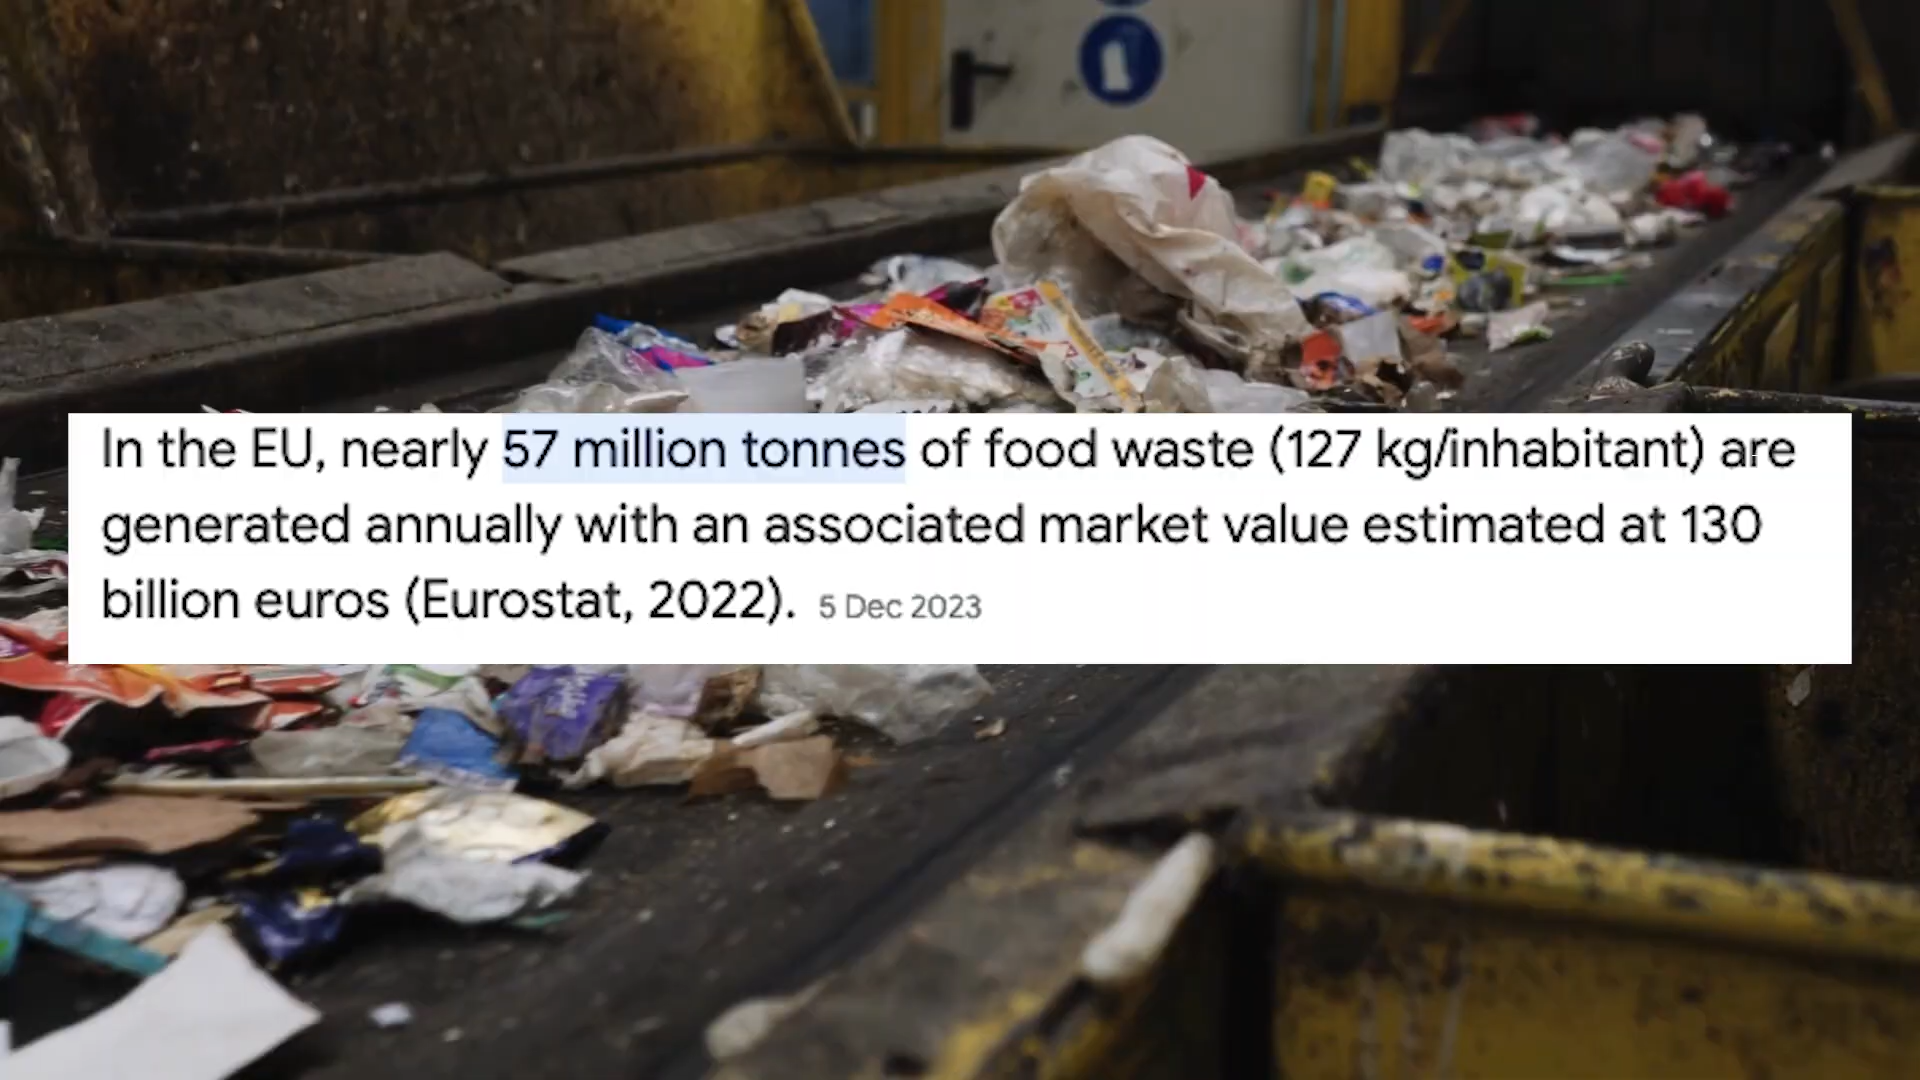 In the EU, nearly 57 million tonnes of food waste (127 kg/inhabitant) are
generated annually with an associated market value estimated at 130
billion euros (Eurostat, 2022). 5 Dec 2023